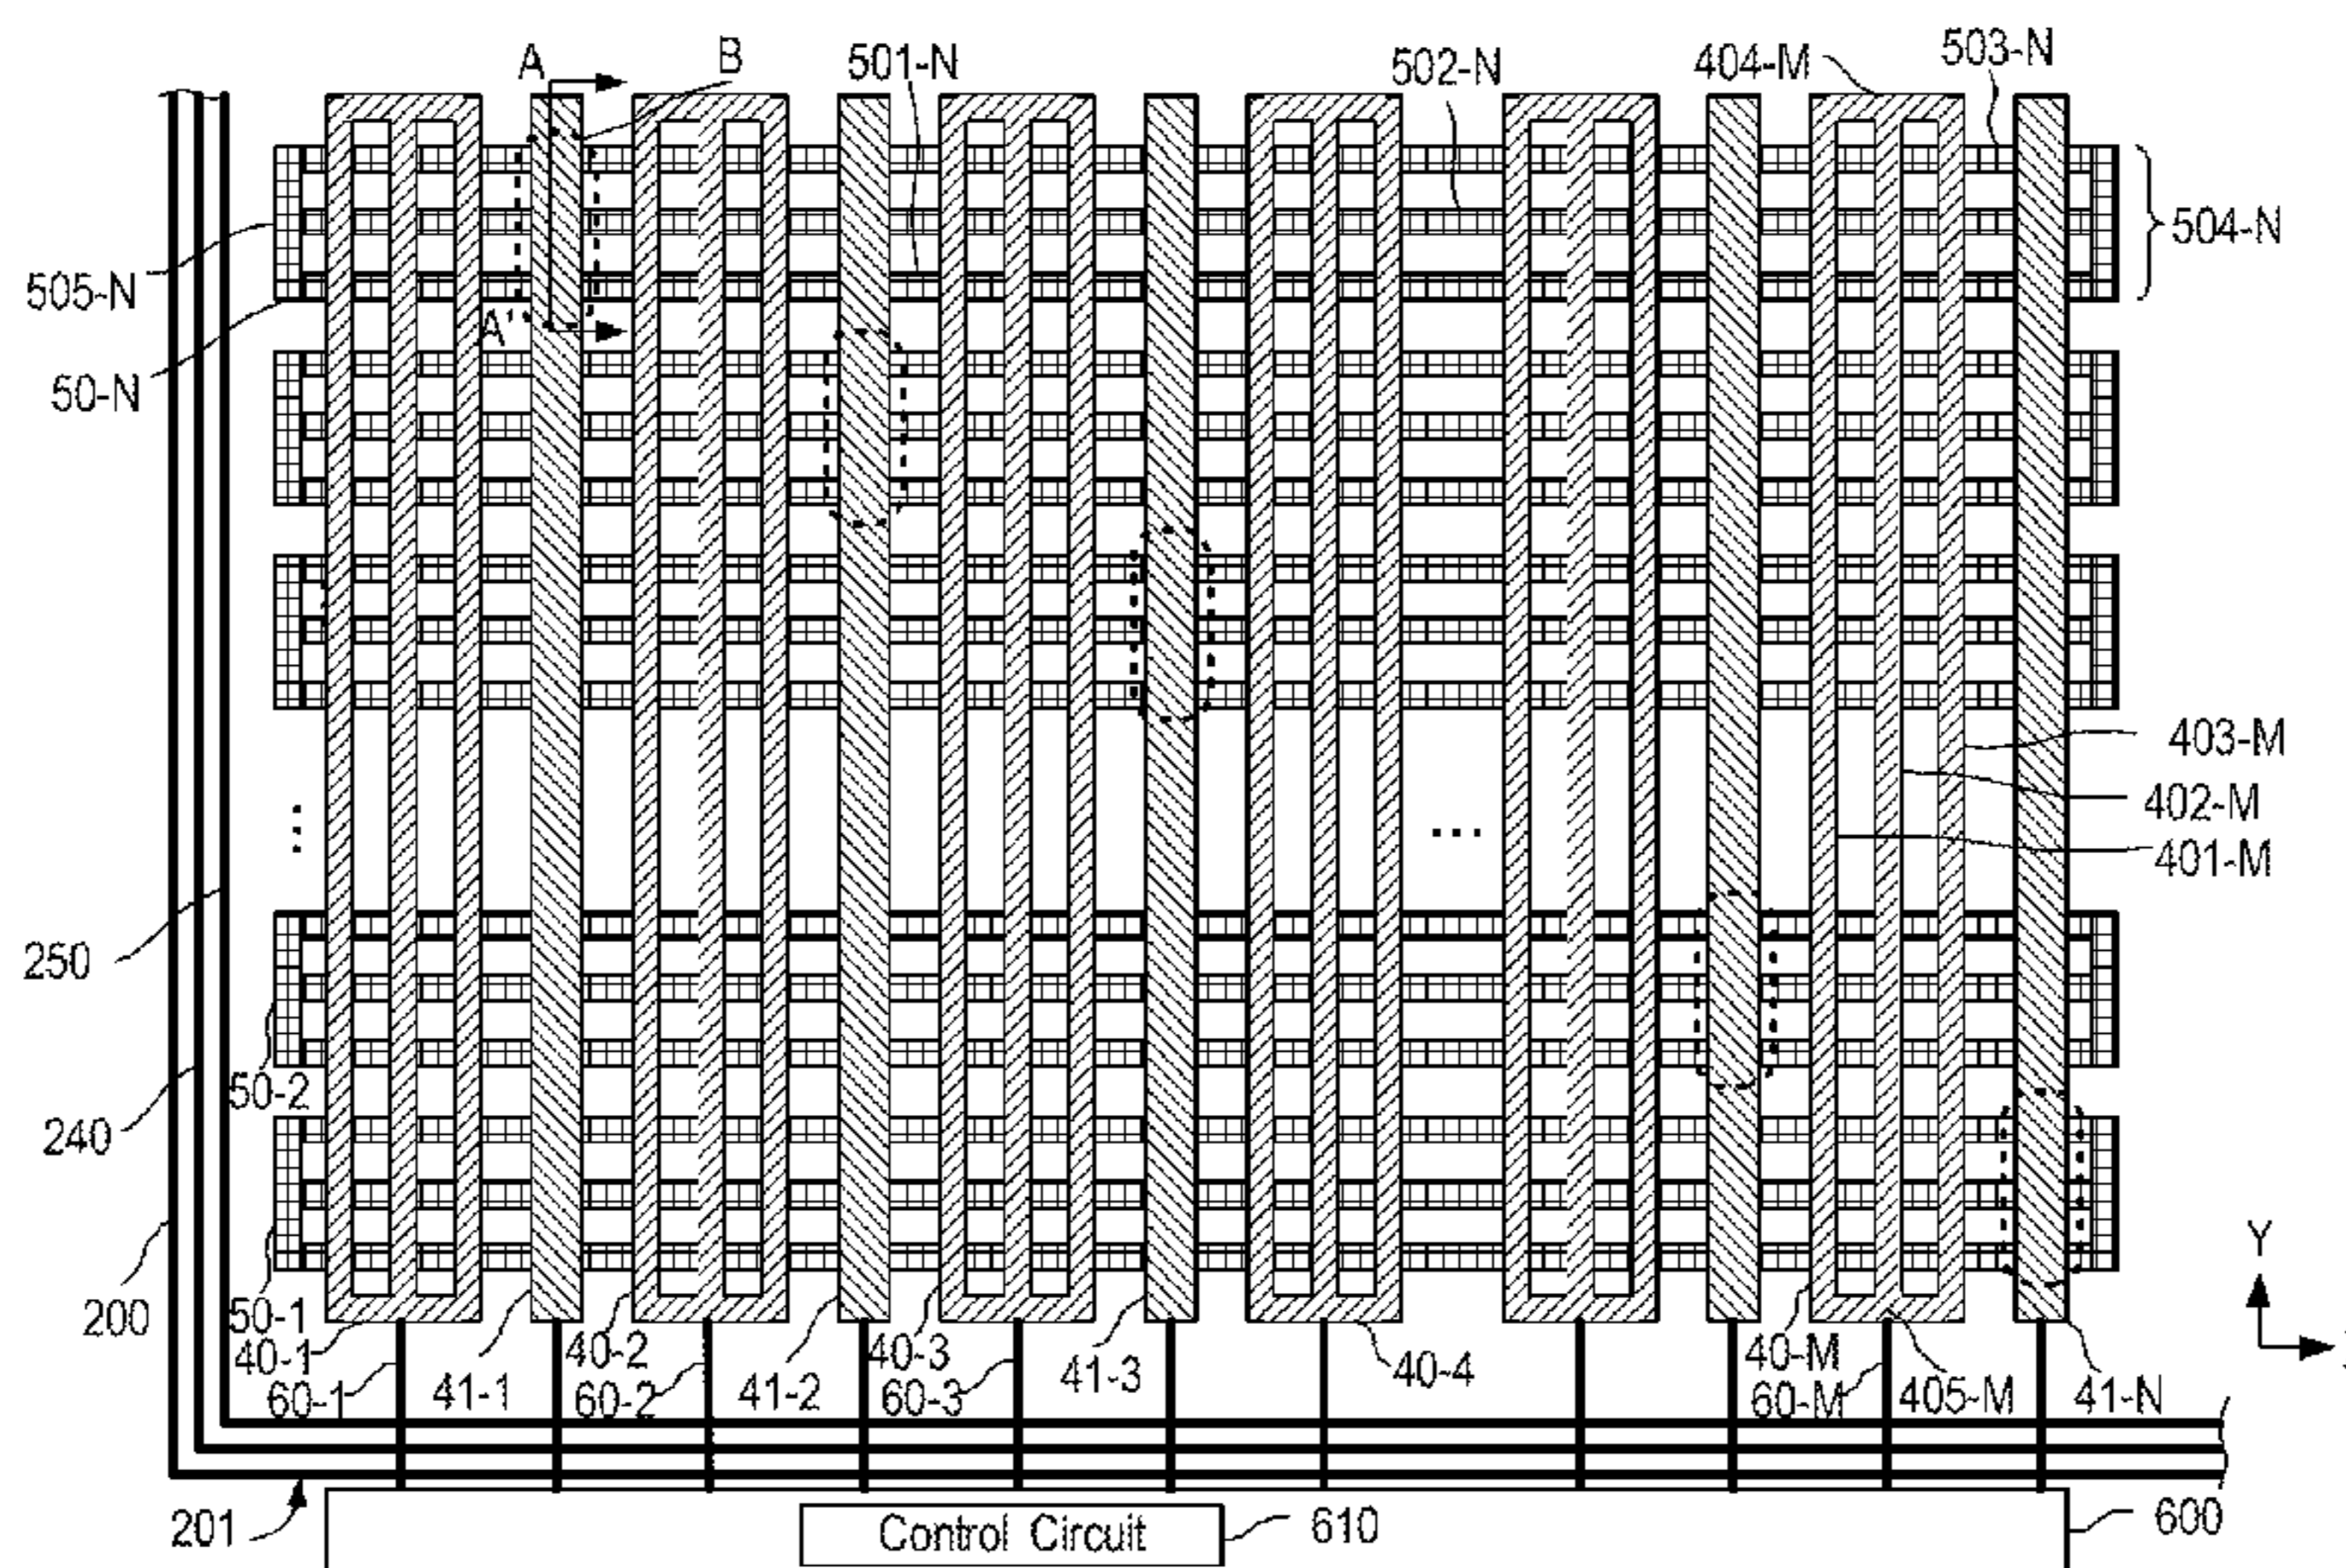 A B 501-N 502-N 404-M 503-N
504-N
505-N
A'
50-N
403-M
402-M
401-M
250
50-2
240
200
50-1
40-1 40-2 40-3 40-M Y
60-1 41-1 60-2 41-2 60-3 41-3 40-4 60-M 405-M 41-N
201 Control Circuit 610 600